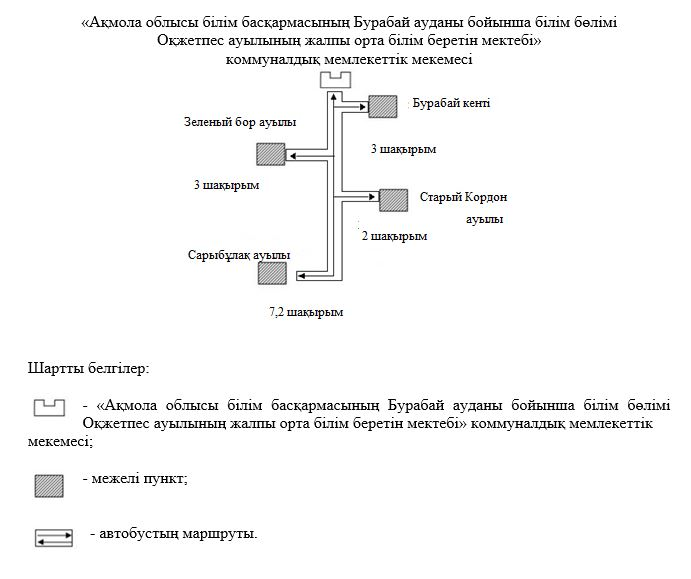 «Ақмола облысы білім басқармасының Бурабай ауданы бойынша білім бөлімі
Оқжетпес ауылының жалпы орта білім беретін мектебі»
коммуналдық мемлекеттік мекемесі
Бурабай кенті
Зеленый бор ауылы
3 шақырым
3 шақырым
Старый Кордон
ауылы
2 шақырым
Сарыбұлақ ауылы
7,2 шақырым
Шартты белгілер:
- «Ақмола облысы білім басқармасының Бурабай ауданы бойынша білім бөлімі
Оқжетпес ауылының жалпы орта білім беретін мектебі» коммуналдық мемлекеттік
мекемесі;
- межелі пункт;
- автобустың маршруты.